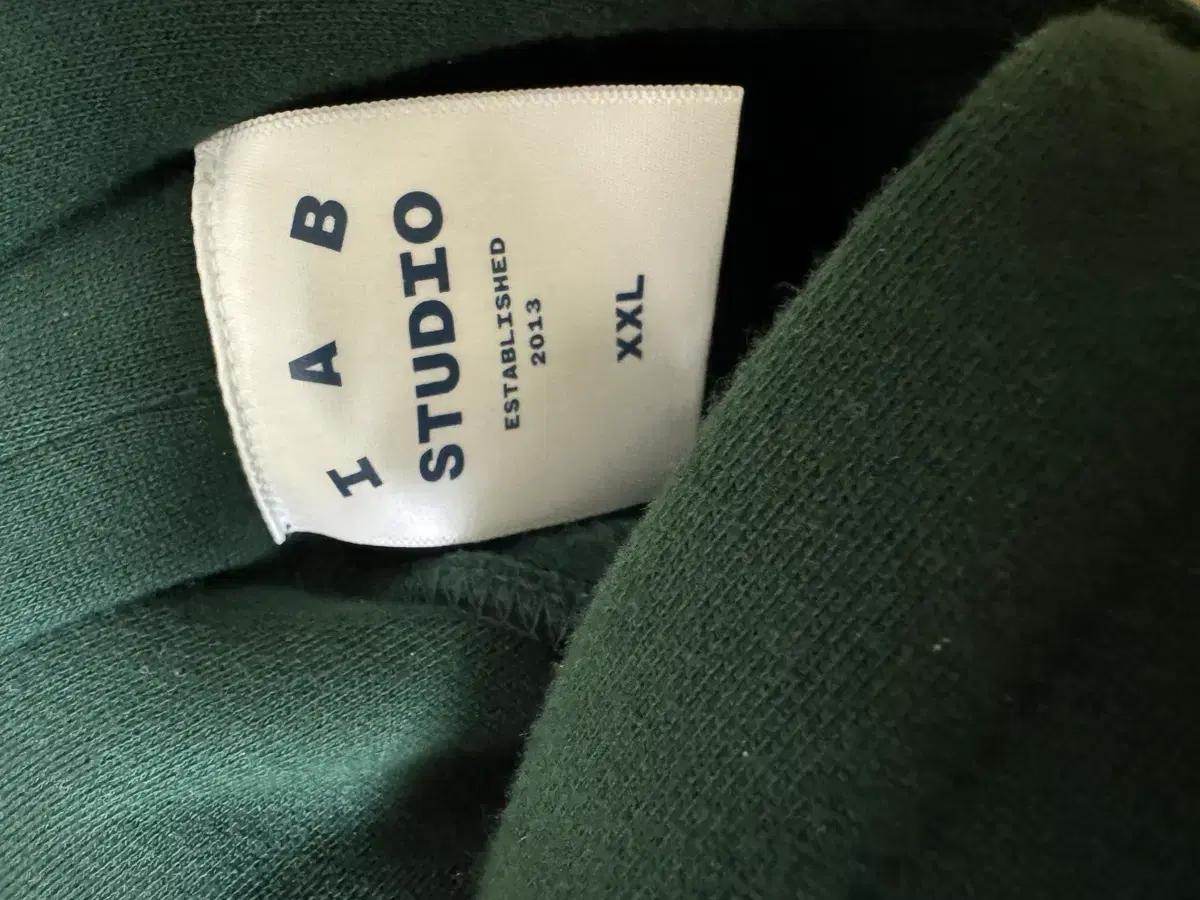 I A B
STUDIO
ESTABLISHED
2013
XXL